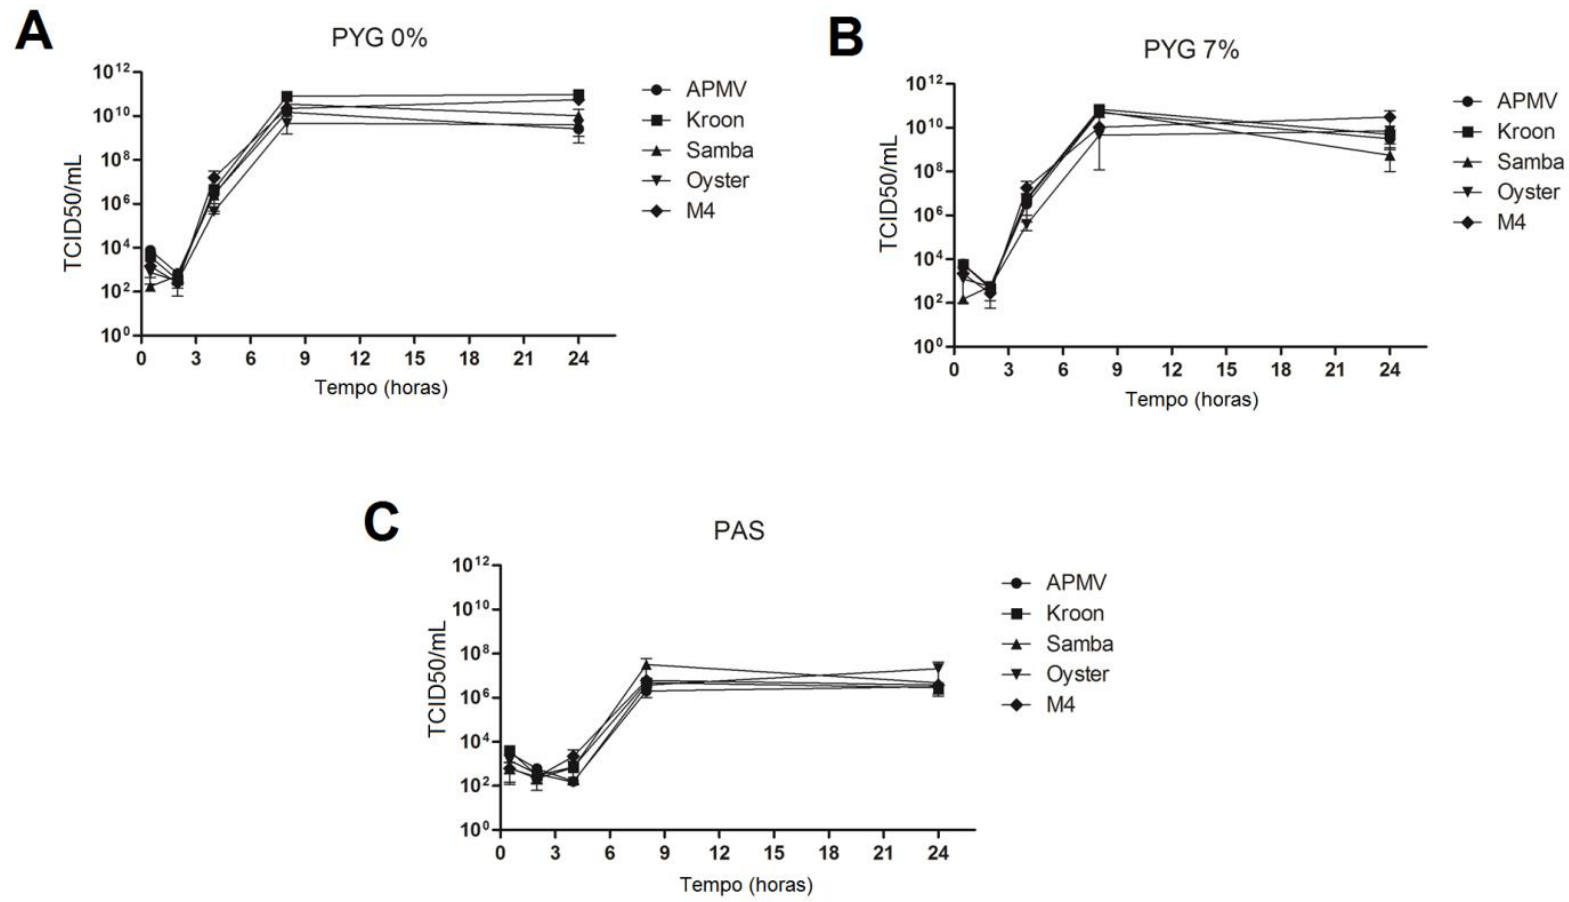 A
PYG 0%
TCID50/mL
10^12
10^10
10^8
10^6
10^4
10^2
10^0
0 3 6 9 12 15 18 21 24
Tempo (horas)
APMV
Kroon
Samba
Oyster
M4
B
PYG 7%
TCID50/mL
10^12
10^10
10^8
10^6
10^4
10^2
10^0
0 3 6 9 12 15 18 21 24
Tempo (horas)
APMV
Kroon
Samba
Oyster
M4
C
PAS
TCID50/mL
10^12
10^10
10^8
10^6
10^4
10^2
10^0
0 3 6 9 12 15 18 21 24
Tempo (horas)
APMV
Kroon
Samba
Oyster
M4